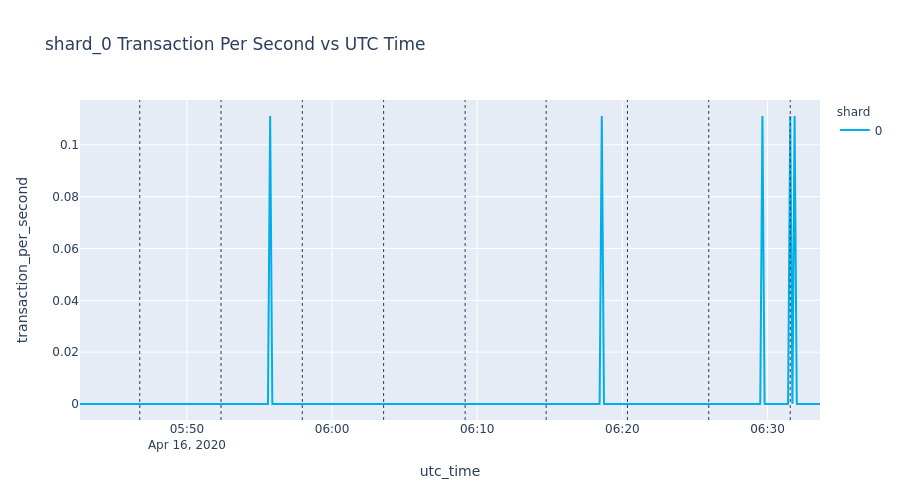 shard_0 Transaction Per Second vs UTC Time
shard
0
0.1
0.08
0.06
0.04
0.02
0
transaction_per_second
05:50
06:00
06:10
06:20
06:30
Apr 16, 2020
utc_time